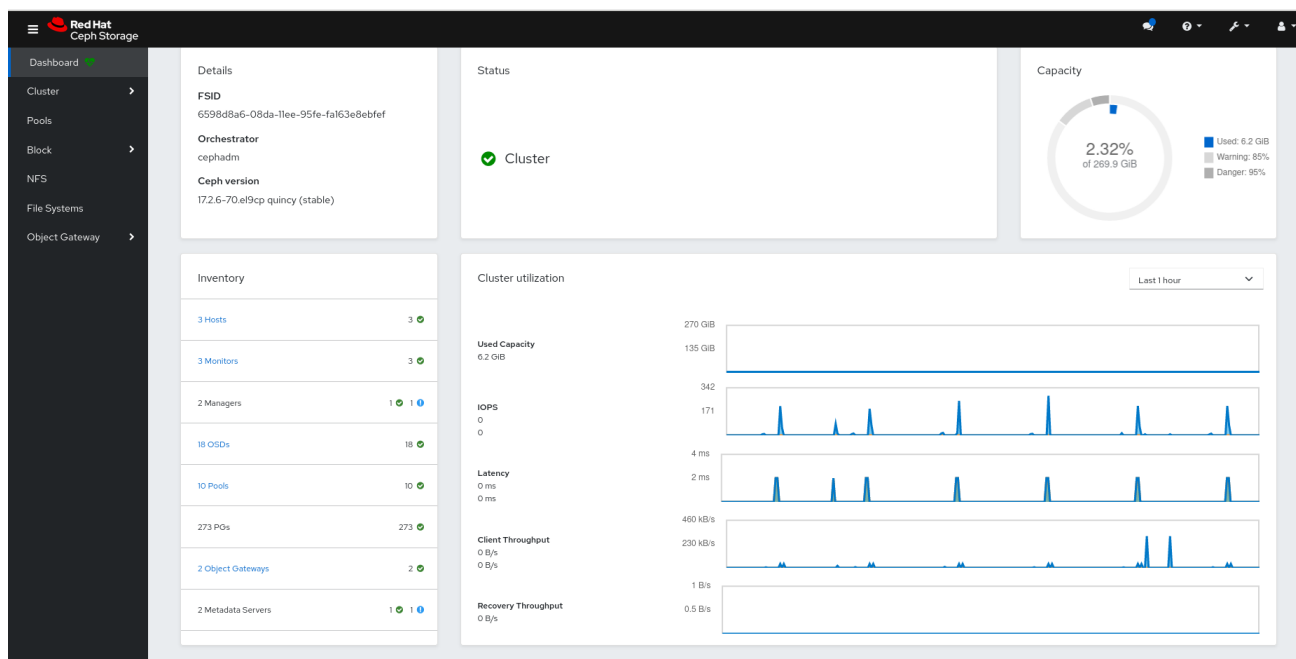 Red Hat
Ceph Storage
Dashboard
Cluster
Pools
Block
NFS
File Systems
Object Gateway
Details
FSID
6598d8a6-08da-11ee-95fe-fa163e8ebfef
Orchestrator
cephadm
Ceph version
17.2.6-70.el9cp quincy (stable)
Status
Cluster
Capacity
2.32%
of 269.9 GiB
Used: 6.2 GiB
Warning: 85%
Danger: 95%
Inventory
3 Hosts 3
3 Monitors 3
2 Managers 1 1
18 OSDs 18
10 Pools 10
273 PGs 273
2 Object Gateways 2
2 Metadata Servers 1 1
Cluster utilization
Last 1 hour
Used Capacity
6.2 GiB
270 GiB
135 GiB
IOPS
0
0
342
171
Latency
0 ms
0 ms
4 ms
2 ms
Client Throughput
0 B/s
0 B/s
460 kB/s
230 kB/s
Recovery Throughput
0 B/s
1 B/s
0.5 B/s